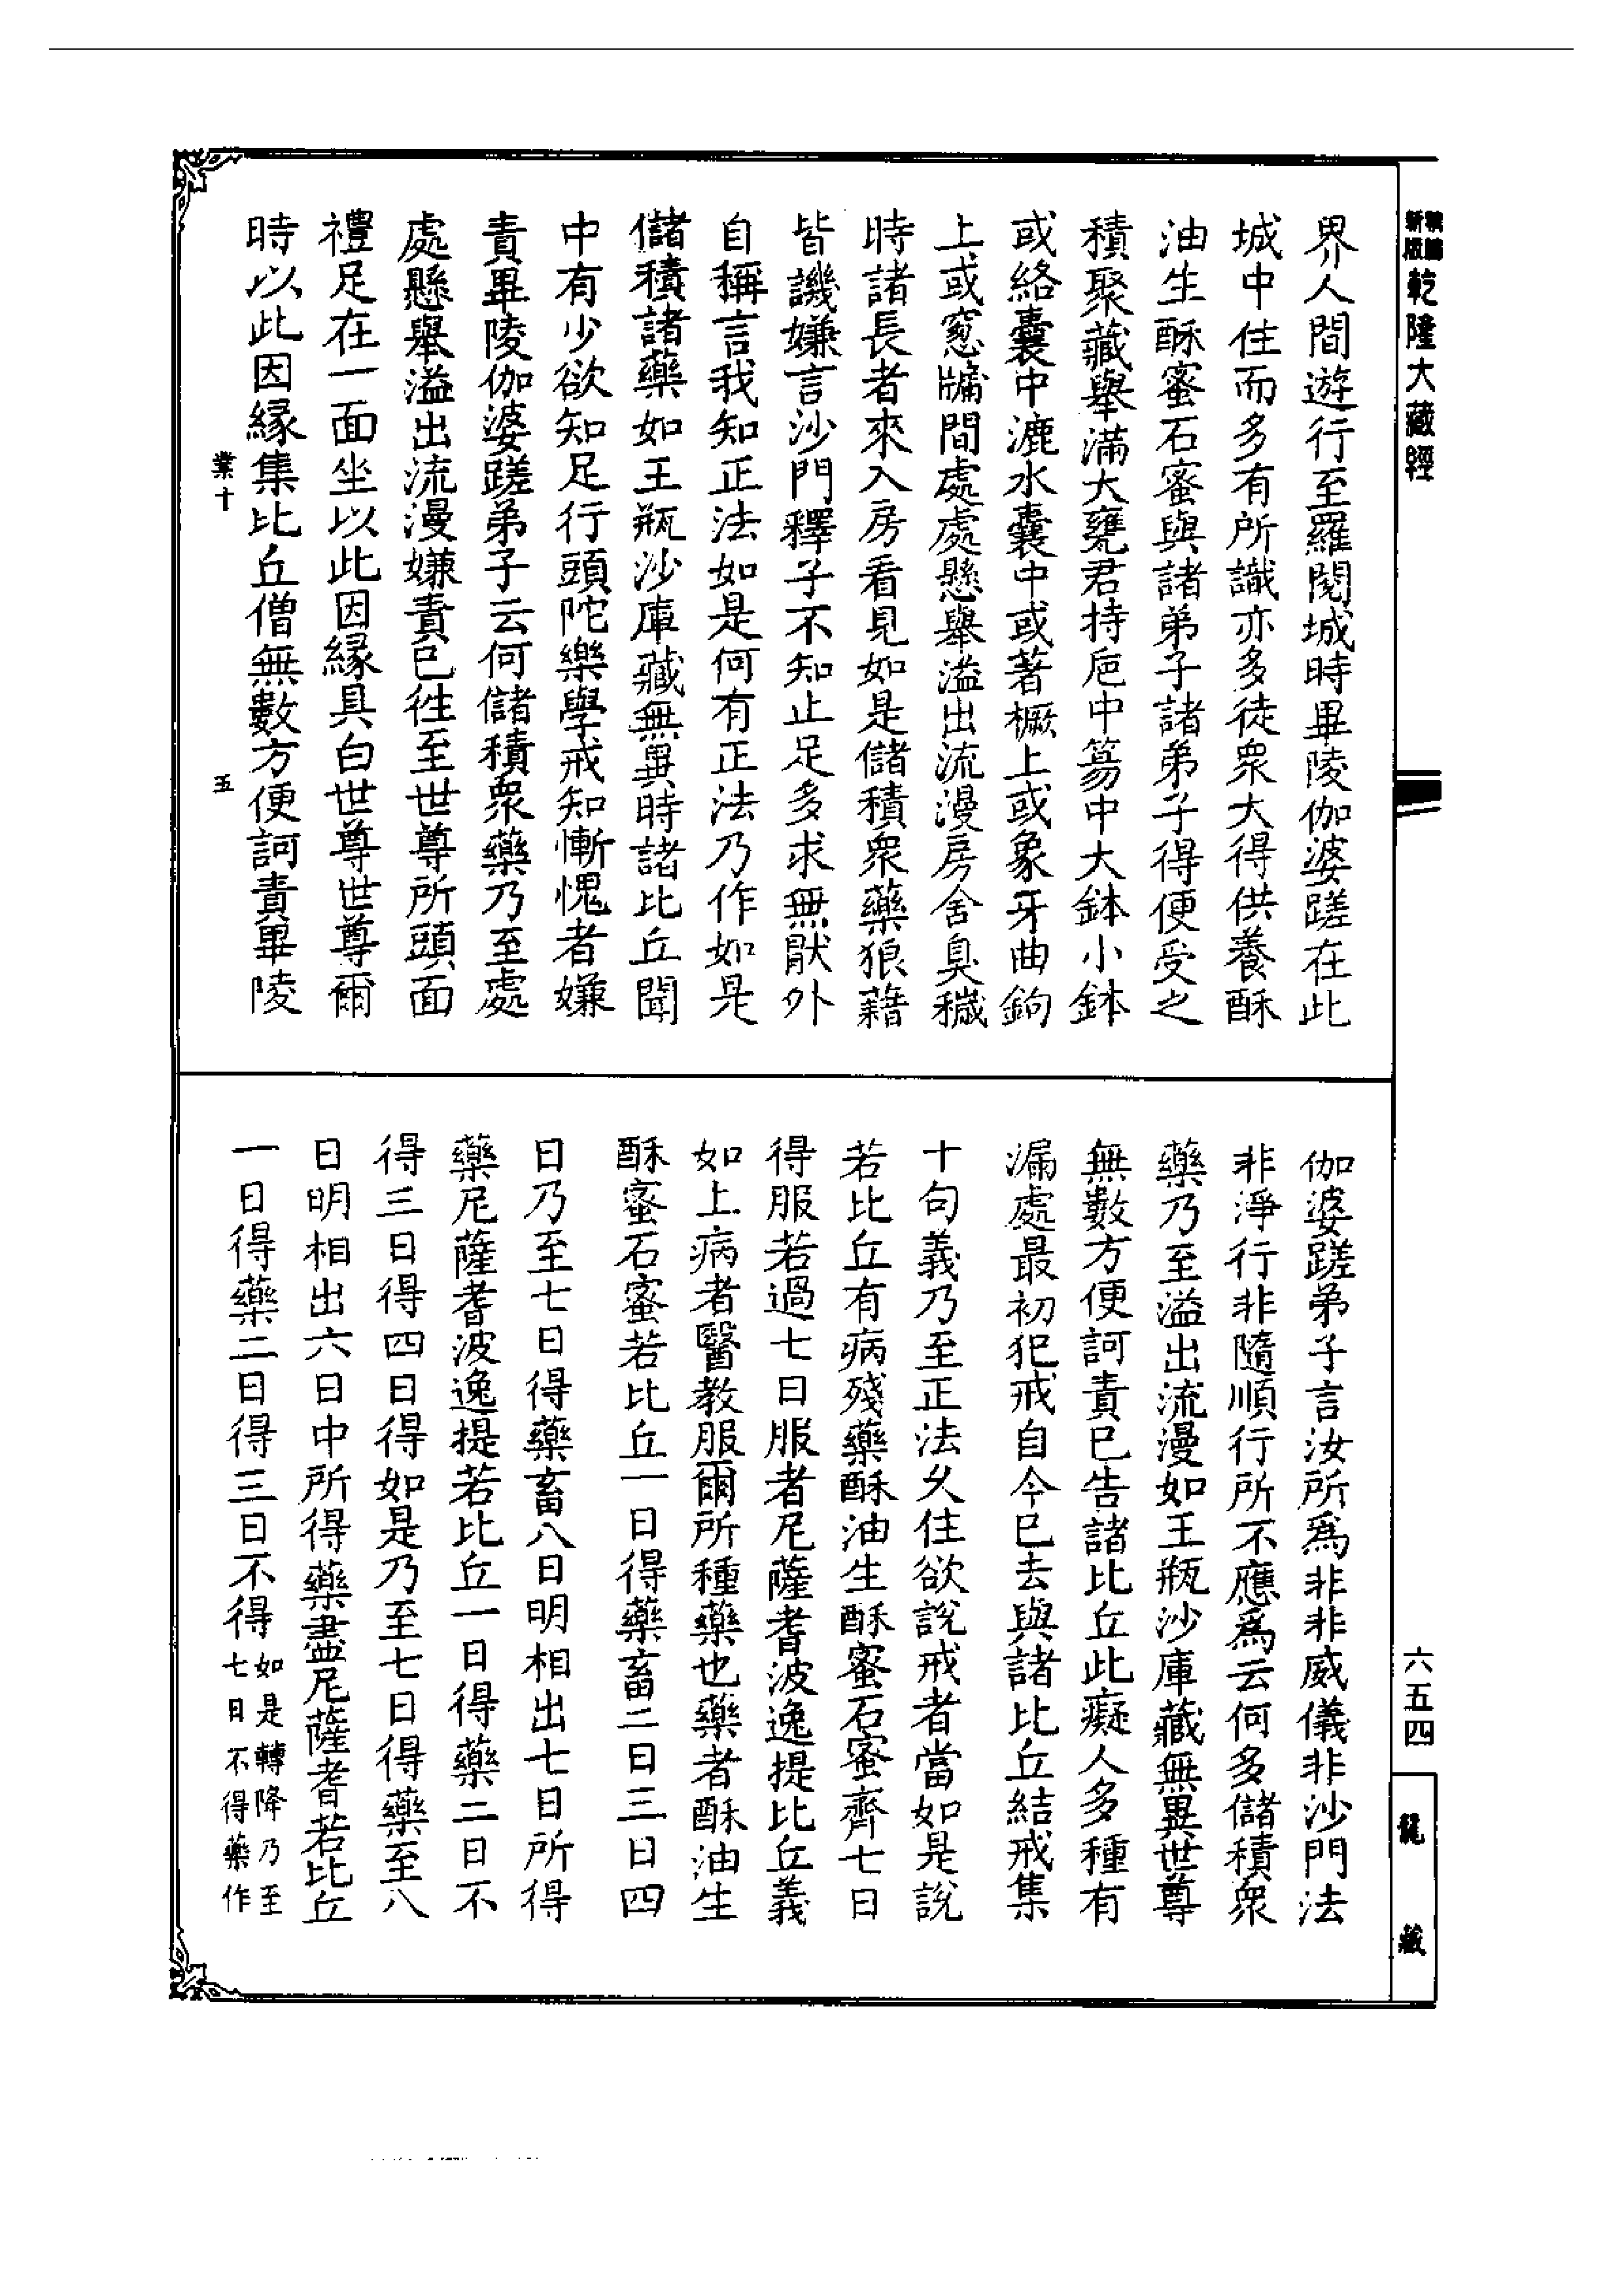 新編
新版
乾隆大藏經
界人間遊行至羅閱城時畢陵伽婆蹉在此
城中住而多有所識亦多徒眾大得供養酥
油生酥蜜石蜜與諸弟子諸弟子得便受之
積聚藏舉滿大甕君持巵中篣中大鉢小鉢
或絡囊中漉水囊中或著橛上或象牙曲鉤
上或窻牖間處處懸舉溢出流漫房舍臭穢
時諸長者來入房看見如是儲積眾藥狼藉
皆譏嫌言沙門釋子不知止足多求無猒外
自稱言我知正法如是何有正法乃作如是
儲積諸藥如王瓶沙庫藏無異時諸比丘聞
中有少欲知足行頭陀樂學戒知慚愧者嫌
責畢陵伽婆蹉弟子云何儲積眾藥乃至處
處懸舉溢出流漫嫌責已往至世尊所頭面
禮足在一面坐以此因緣具白世尊世尊爾
時以此因緣集比丘僧無數方便訶責畢陵
業十 五
伽婆蹉弟子言汝所為非非威儀非沙門法
非淨行非隨順行所不應為云何多儲積眾
藥乃至溢出流漫如王瓶沙庫藏無異世尊
無數方便訶責已告諸比丘此癡人多種有
漏處最初犯戒自今已去與諸比丘結戒集
十句義乃至正法久住欲說戒者當如是說
若比丘有病殘藥酥油生酥蜜石蜜齊七日
得服若過七日服者尼薩耆波逸提比丘義
如上病者醫教服爾所種藥也藥者酥油生
酥蜜石蜜若比丘一日得藥畜二日三日四
日乃至七日得藥畜八日明相出七日所得
藥尼薩耆波逸提若比丘一日得藥二日不
得三日得四日得如是乃至七日得藥至八
日明相出六日中所得藥盡尼薩耆若比丘
一日得藥二日得三日不得如是轉降乃至
七日不得藥作
六五四
龍藏